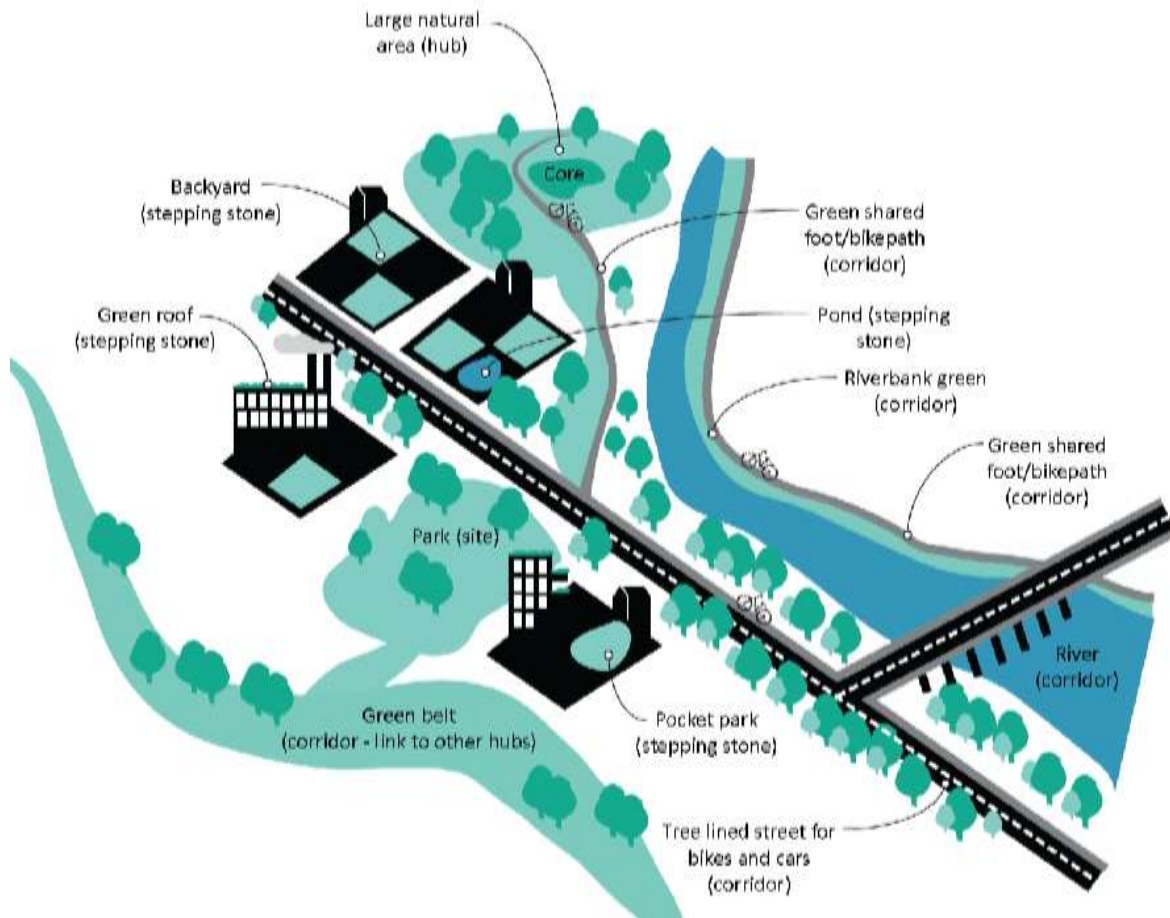 Large natural
area (hub)
Core
Backyard
(stepping stone)
Green shared
foot/bikepath
(corridor)
Green roof
(stepping stone)
Pond (stepping
stone)
Riverbank green
(corridor)
Green shared
foot/bikepath
(corridor)
Park (site)
River
(corridor)
Green belt
(corridor - link to other hubs)
Pocket park
(stepping stone)
Tree lined street for
bikes and cars
(corridor)